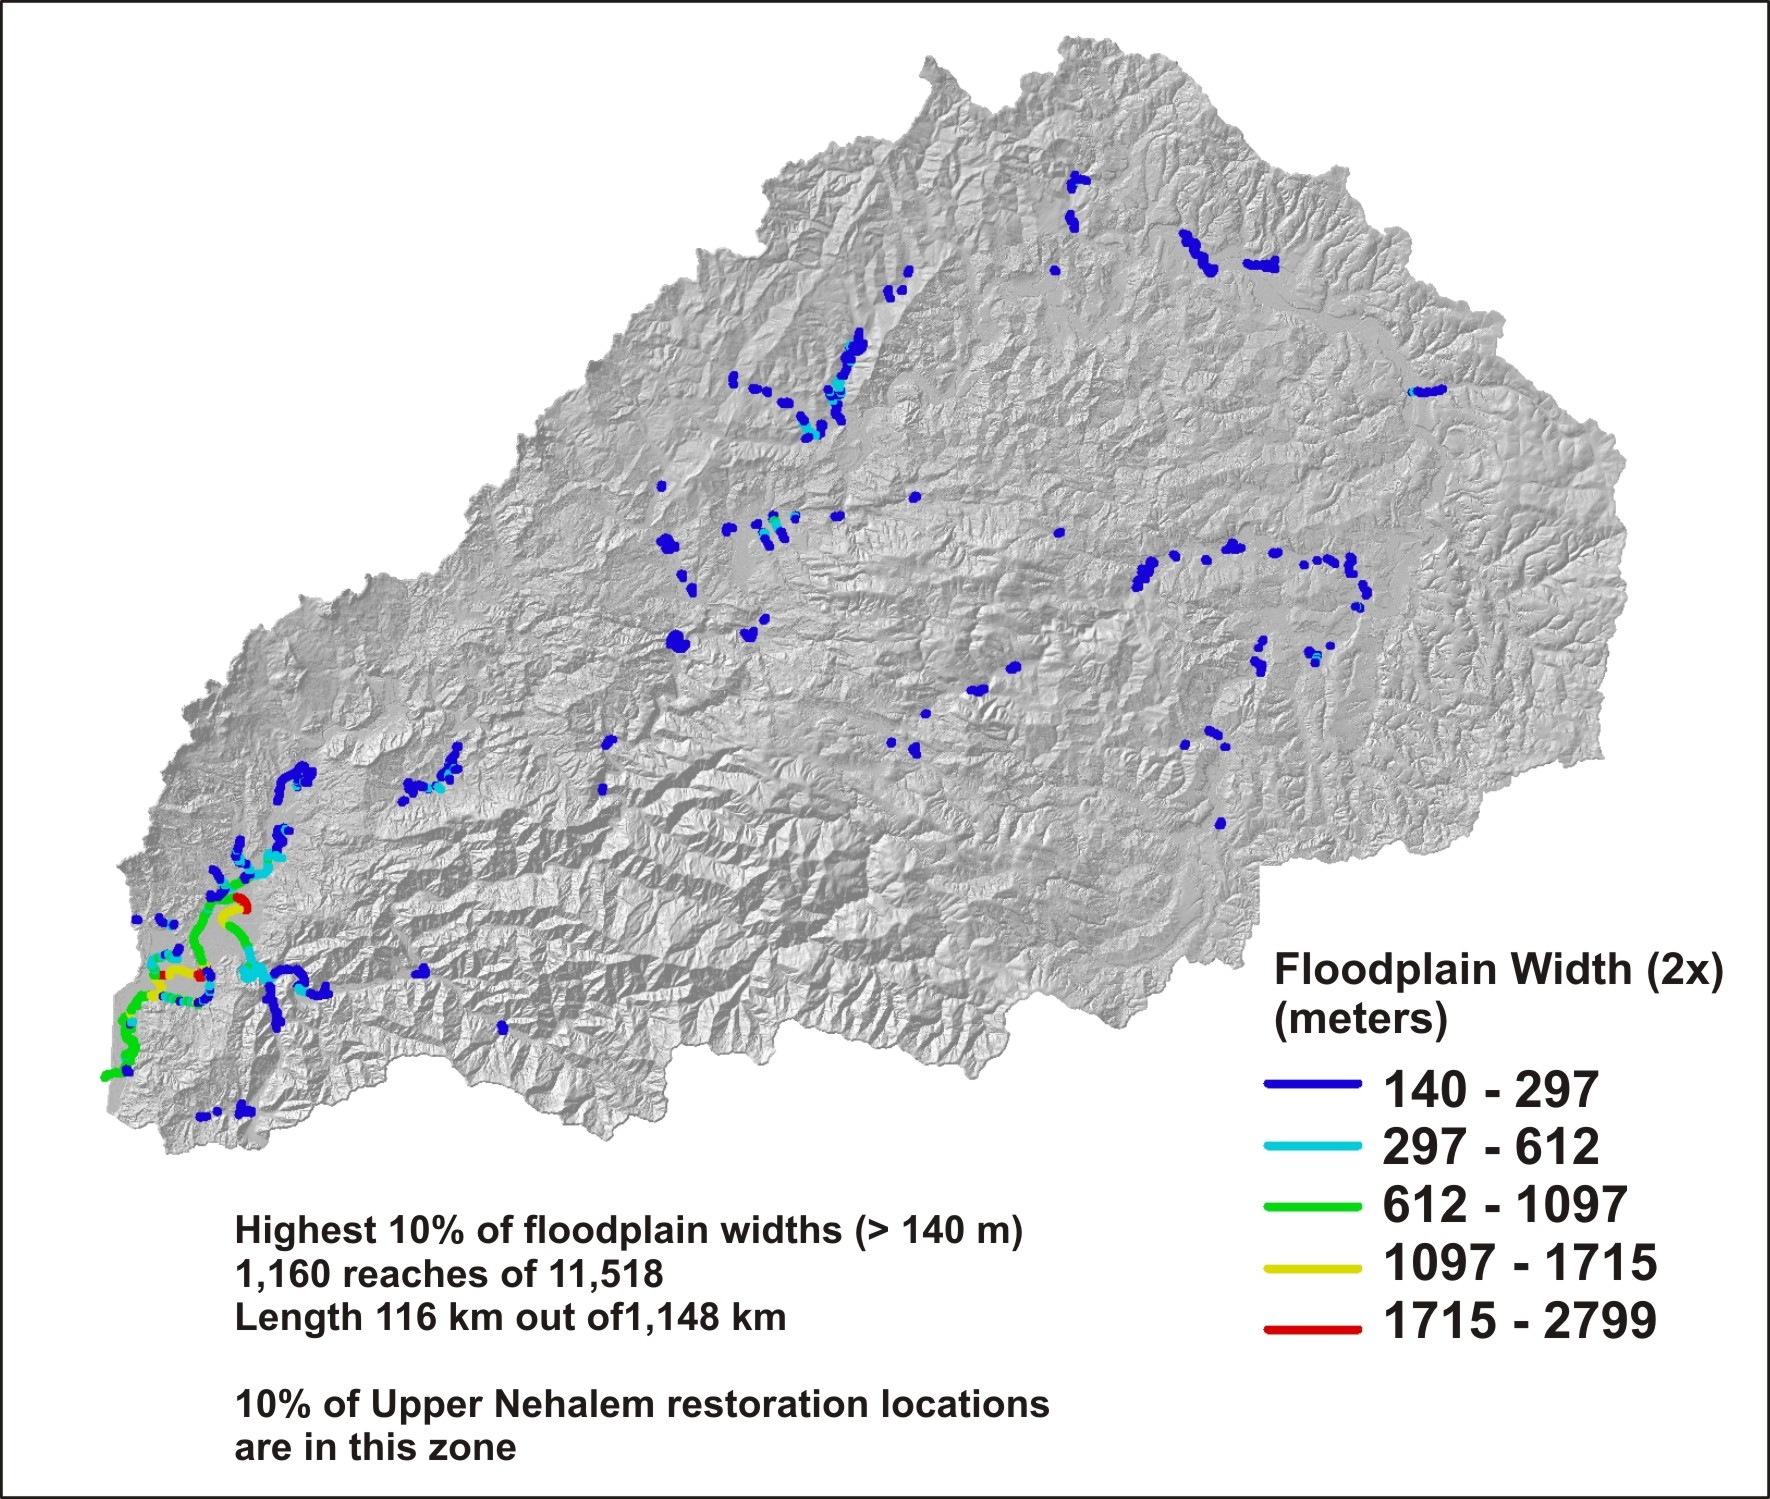 Floodplain Width (2x)
(meters)
140 - 297
297 - 612
612 - 1097
1097 - 1715
1715 - 2799
Highest 10% of floodplain widths (> 140 m)
1,160 reaches of 11,518
Length 116 km out of1,148 km
10% of Upper Nehalem restoration locations
are in this zone